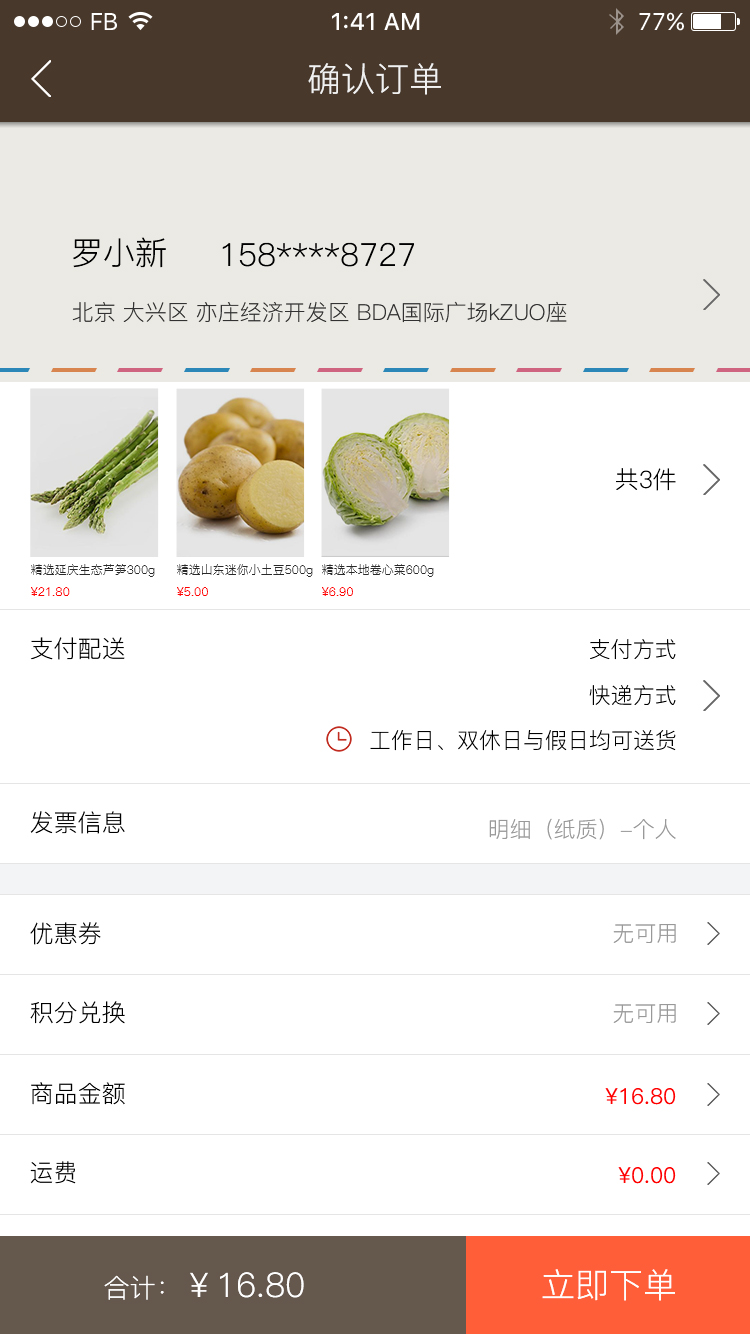 FB 1:41 AM 77%
确认订单
罗小新 158****8727
北京 大兴区 亦庄经济开发区 BDA国际广场kZUO座
共3件
精选延庆生态芦笋300g 精选山东迷你小土豆500g 精选本地卷心菜600g
¥21.80 ¥5.00 ¥6.90
支付配送 支付方式
快递方式
工作日、双休日与假日均可送货
发票信息 明细（纸质）–个人
优惠券 无可用
积分兑换 无可用
商品金额 ¥16.80
运费 ¥0.00
合计：￥16.80 立即下单